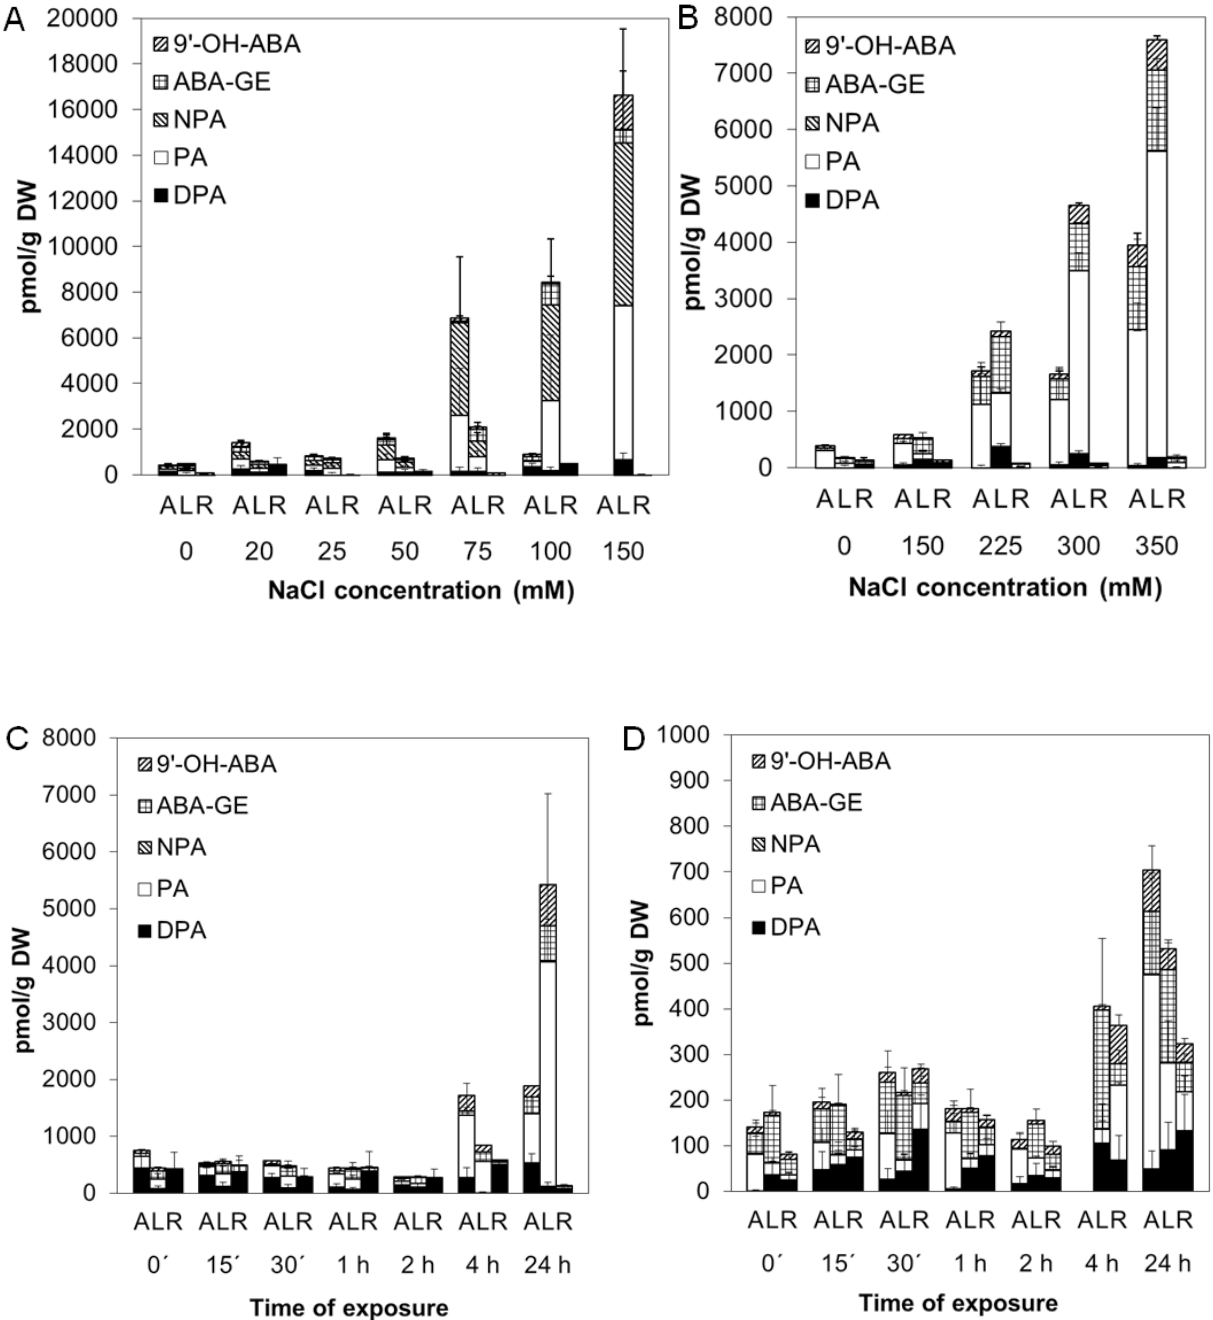 A
20000
18000
16000
14000
12000
10000
8000
6000
4000
2000
0
pmol/g DW
9'-OH-ABA
ABA-GE
NPA
PA
DPA
ALR ALR ALR ALR ALR ALR ALR
0 20 25 50 75 100 150
NaCl concentration (mM)
B
8000
7000
6000
5000
4000
3000
2000
1000
0
pmol/g DW
9'-OH-ABA
ABA-GE
NPA
PA
DPA
ALR ALR ALR ALR ALR
0 150 225 300 350
NaCl concentration (mM)
C
8000
7000
6000
5000
4000
3000
2000
1000
0
pmol/g DW
9'-OH-ABA
ABA-GE
NPA
PA
DPA
ALR ALR ALR ALR ALR ALR ALR
0´ 15´ 30´ 1 h 2 h 4 h 24 h
Time of exposure
D
1000
900
800
700
600
500
400
300
200
100
0
pmol/g DW
9'-OH-ABA
ABA-GE
NPA
PA
DPA
ALR ALR ALR ALR ALR ALR ALR
0´ 15´ 30´ 1 h 2 h 4 h 24 h
Time of exposure